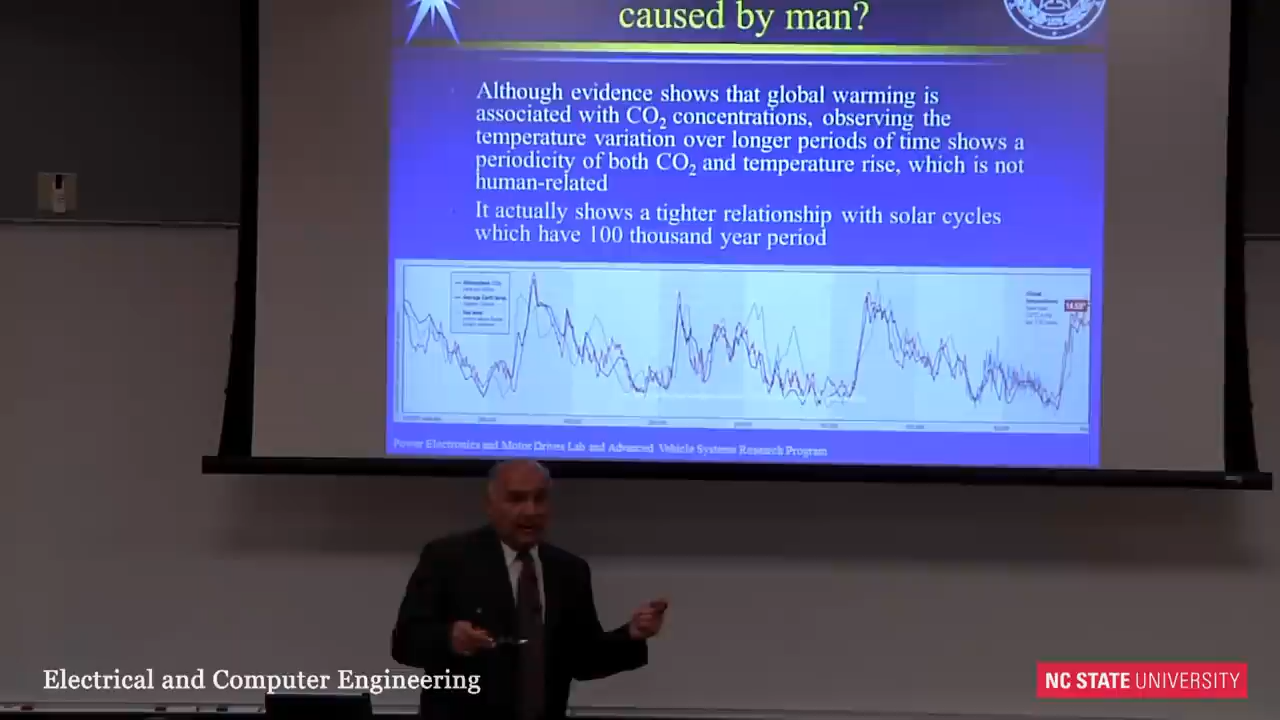 caused by man?
Although evidence shows that global warming is
associated with CO₂ concentrations, observing the
temperature variation over longer periods of time shows a
periodicity of both CO₂ and temperature rise, which is not
human-related
It actually shows a tighter relationship with solar cycles
which have 100 thousand year period
Power Electronics and Motor Drives Lab and Advanced Vehicle Systems Research Program
Electrical and Computer Engineering
NC STATE UNIVERSITY